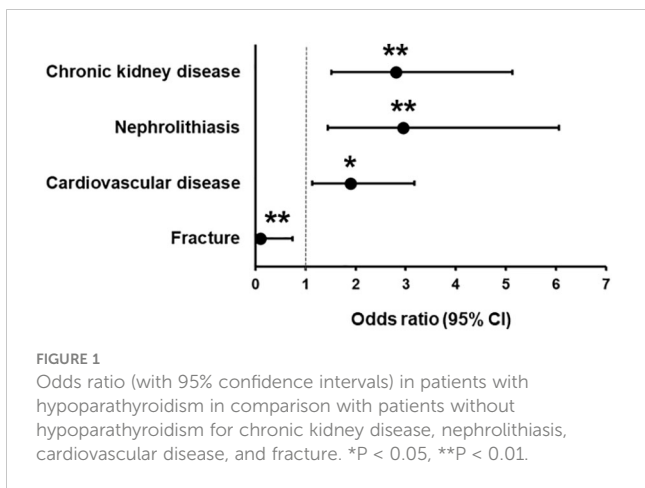 **
Chronic kidney disease
**
Nephrolithiasis
*
Cardiovascular disease
**
Fracture
0 1 2 3 4 5 6 7
Odds ratio (95% CI)
FIGURE 1
Odds ratio (with 95% confidence intervals) in patients with
hypoparathyroidism in comparison with patients without
hypoparathyroidism for chronic kidney disease, nephrolithiasis,
cardiovascular disease, and fracture. *P < 0.05, **P < 0.01.